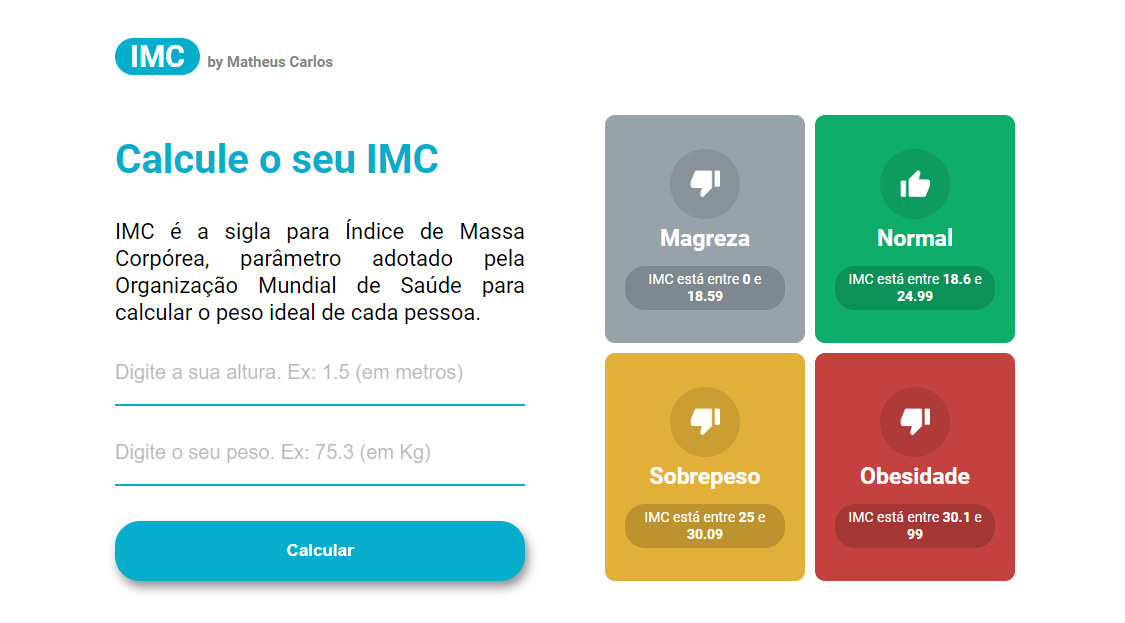 IMC by Matheus Carlos
Calcule o seu IMC
IMC é a sigla para Índice de Massa
Corpórea, parâmetro adotado pela
Organização Mundial de Saúde para
calcular o peso ideal de cada pessoa.
Digite a sua altura. Ex: 1.5 (em metros)
Digite o seu peso. Ex: 75.3 (em Kg)
Calcular
Magreza
IMC está entre 0 e
18.59
Normal
IMC está entre 18.6 e
24.99
Sobrepeso
IMC está entre 25 e
30.09
Obesidade
IMC está entre 30.1 e
99